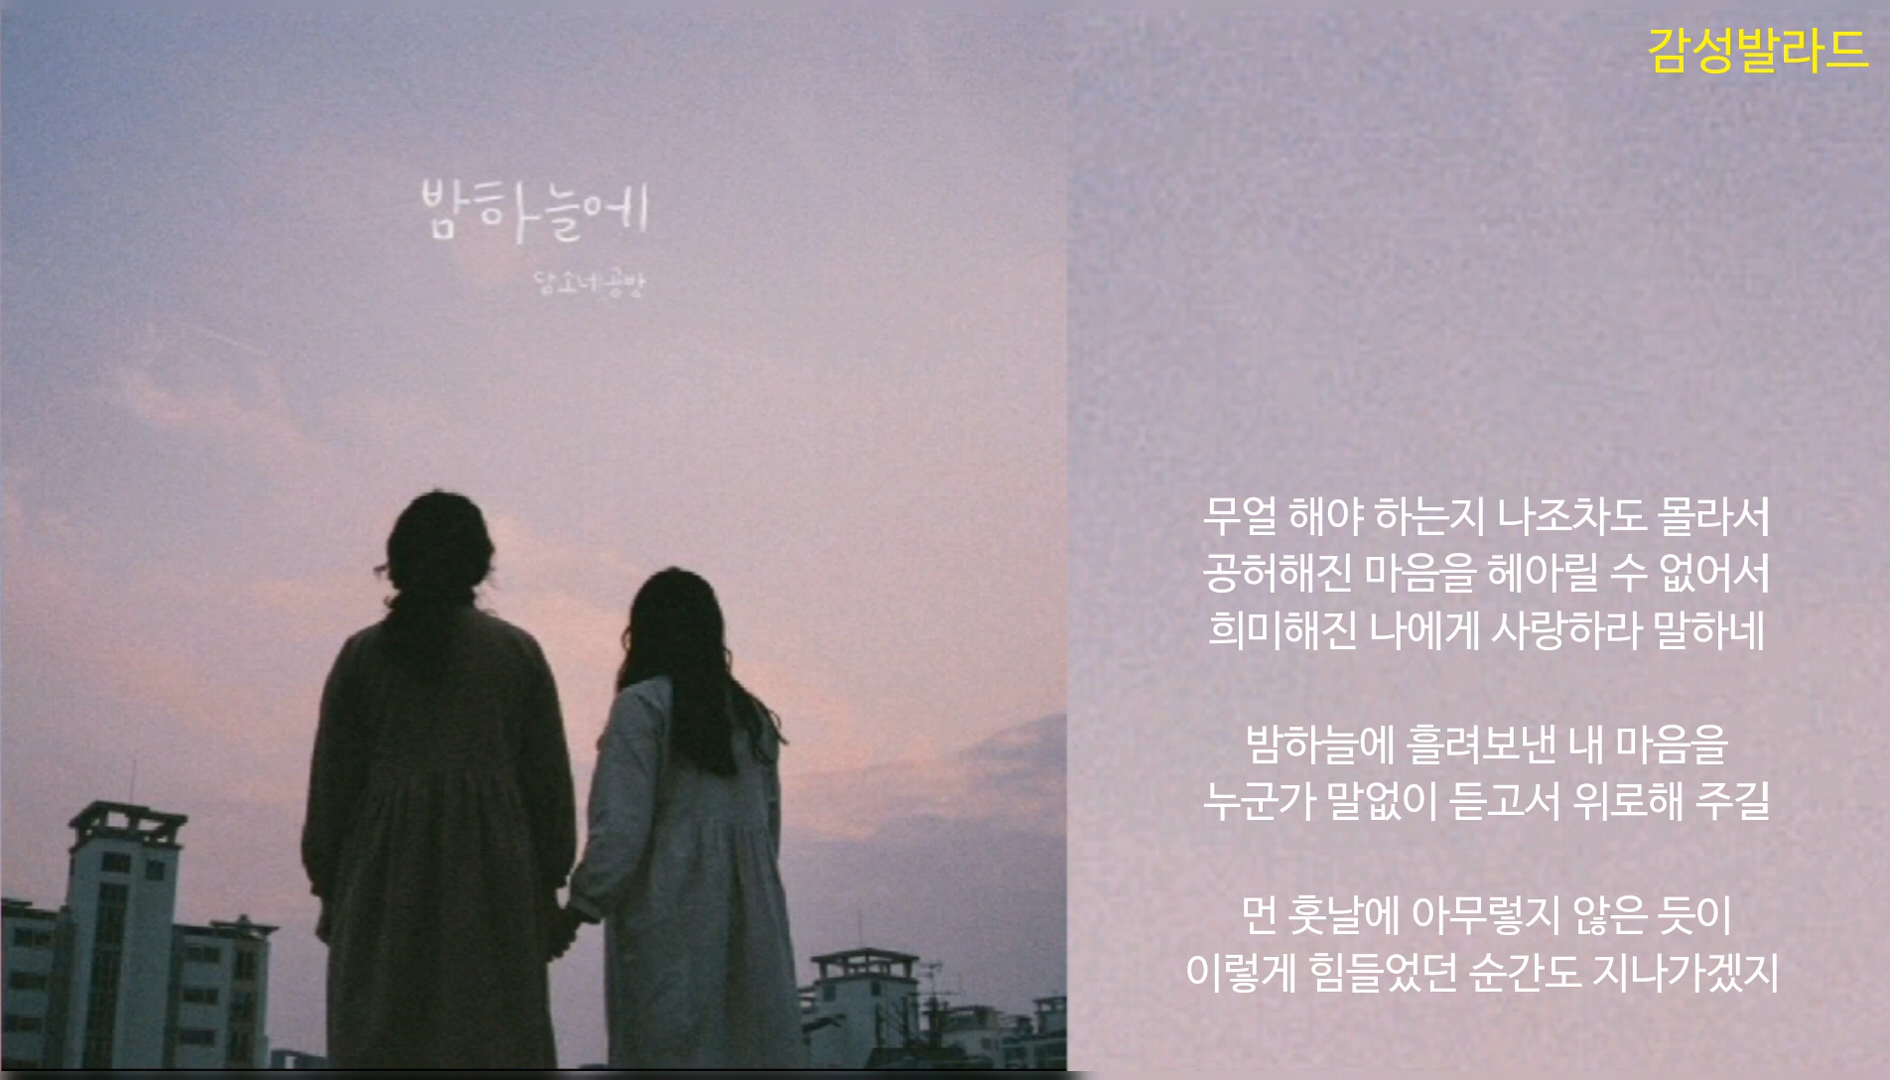 감성발라드
밤하늘에
담소네공방
무얼 해야 하는지 나조차도 몰라서
공허해진 마음을 헤아릴 수 없어서
희미해진 나에게 사랑하라 말하네
밤하늘에 흘려보낸 내 마음을
누군가 말없이 듣고서 위로해 주길
먼 훗날에 아무렇지 않은 듯이
이렇게 힘들었던 순간도 지나가겠지